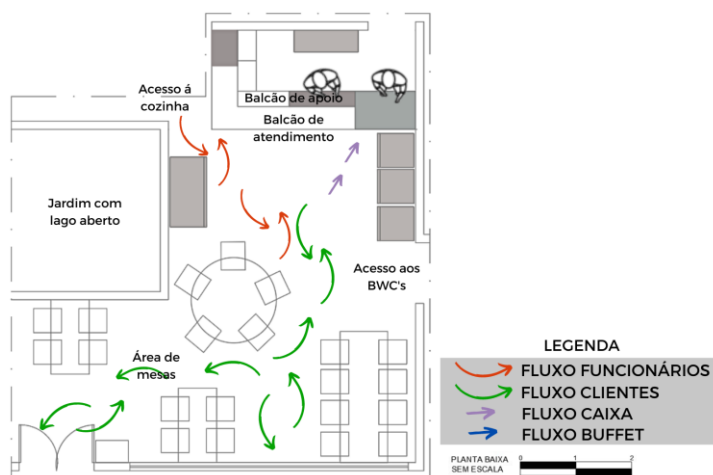 Acesso á
cozinha
Balcão de apoio
Balcão de
atendimento
Jardim com
lago aberto
Acesso aos
BWC's
Área de
mesas
LEGENDA
FLUXO FUNCIONÁRIOS
FLUXO CLIENTES
FLUXO CAIXA
FLUXO BUFFET
PLANTA BAIXA
SEM ESCALA
0 1 2